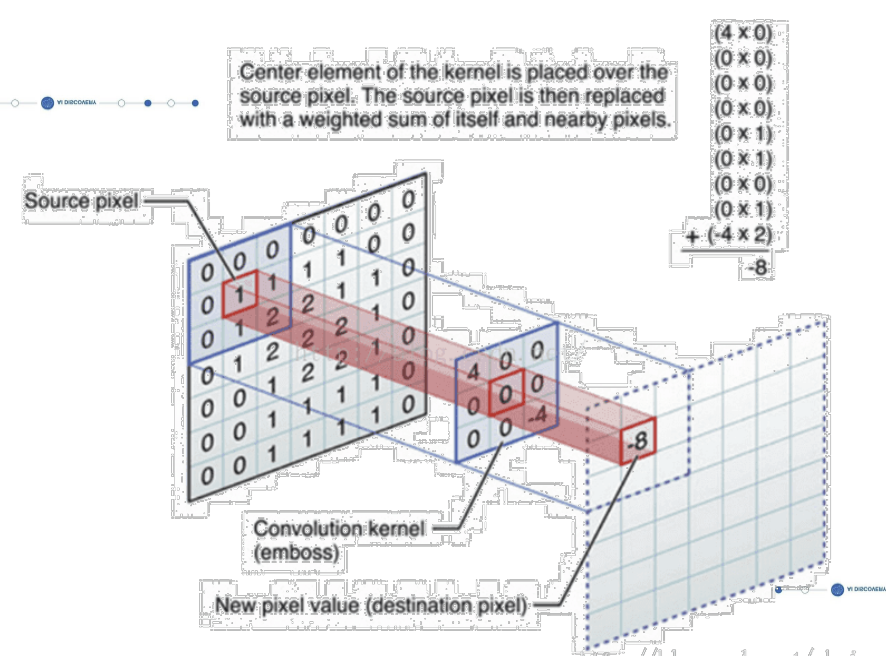 (4 x 0)
(0 x 0)
(0 x 0)
(0 x 0)
(0 x 1)
(0 x 1)
(0 x 0)
(0 x 1)
+ (-4 x 2)
-8
Center element of the kernel is placed over the
source pixel. The source pixel is then replaced
with a weighted sum of itself and nearby pixels.
Source pixel
0 0 0 0 0 0 0
0 1 1 1 1 0 0
0 1 2 2 1 1 0
0 1 2 2 2 1 0
0 0 1 2 2 1 0
0 0 1 1 1 1 0
0 0 1 1 1 1 0
4 0 0
0 0 0
0 0 -4
-8
Convolution kernel
(emboss)
New pixel value (destination pixel)